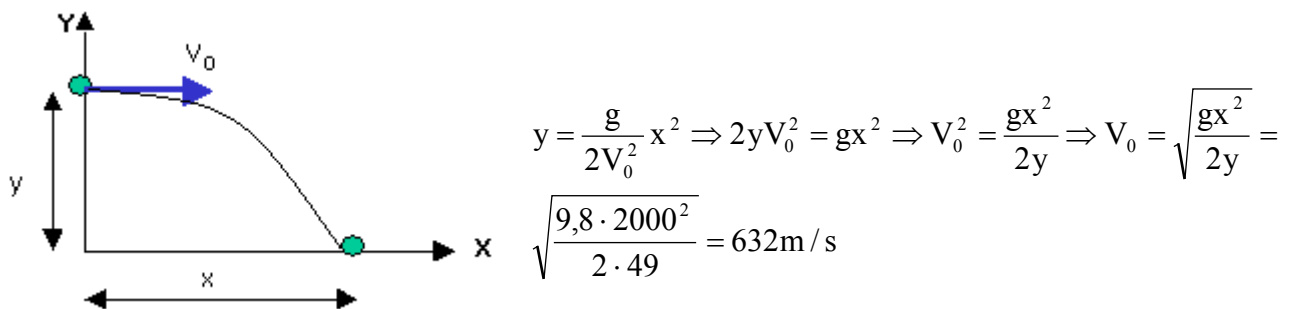 Y
V₀
y
X
x
y = g/(2V₀²) x² ⇒ 2yV₀² = gx² ⇒ V₀² = gx²/(2y) ⇒ V₀ = √(gx²/(2y)) =
√((9,8 · 2000²)/(2 · 49)) = 632m / s